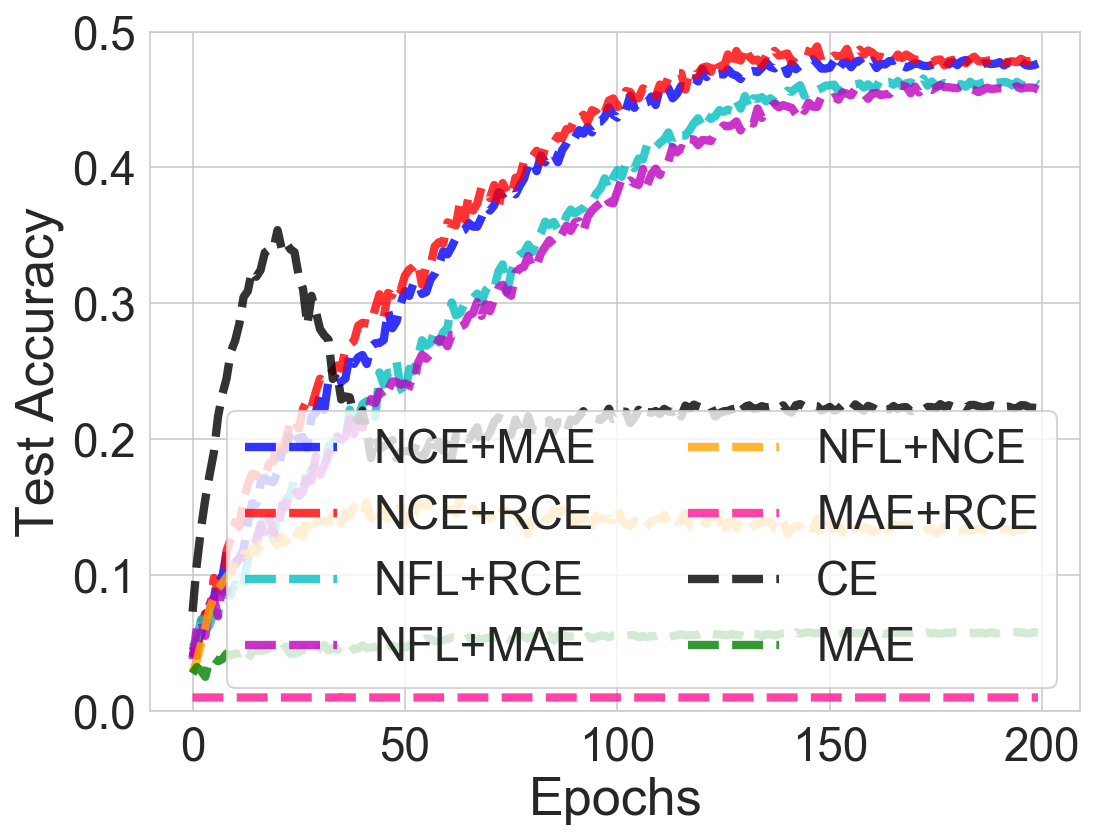 0.5
0.4
0.3
0.2
0.1
0.0
Test Accuracy
NCE+MAE
NCE+RCE
NFL+RCE
NFL+MAE
NFL+NCE
MAE+RCE
CE
MAE
0 50 100 150 200
Epochs